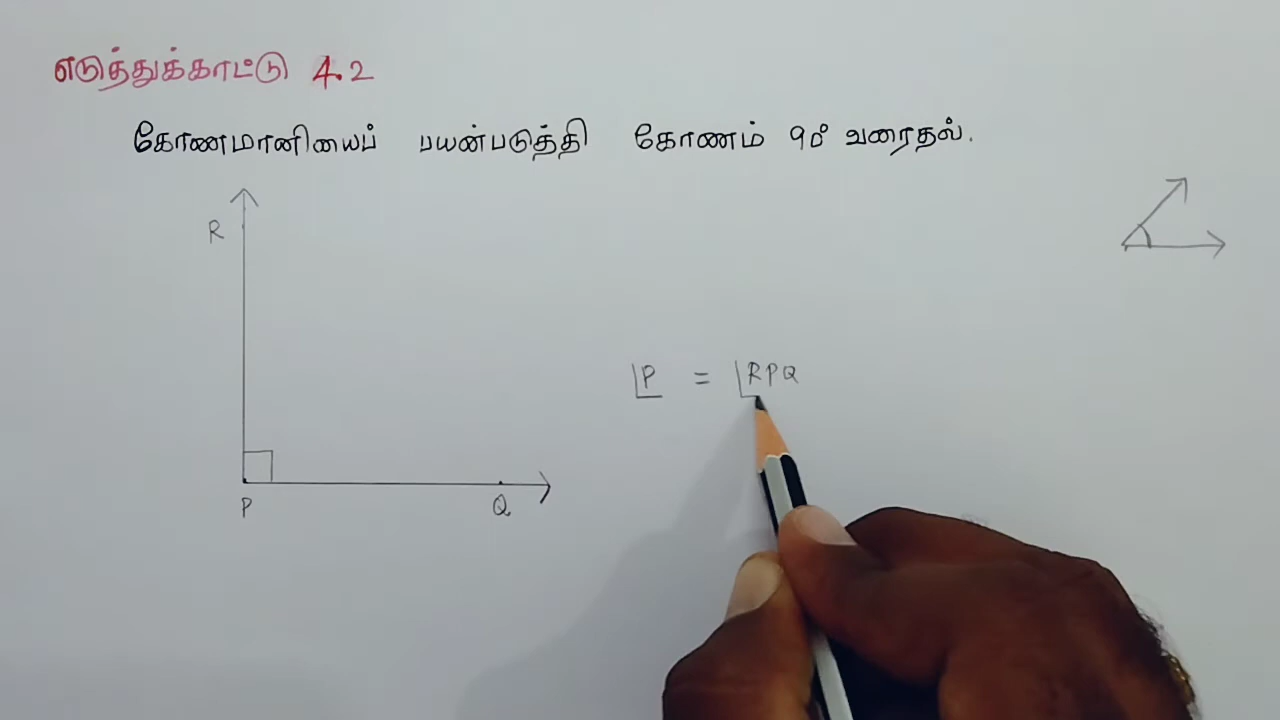 எடுத்துக்காட்டு 4.2
கோணமானியைப் பயன்படுத்தி கோணம் 90° வரைதல்.
R
∠P = ∠RPQ
P Q